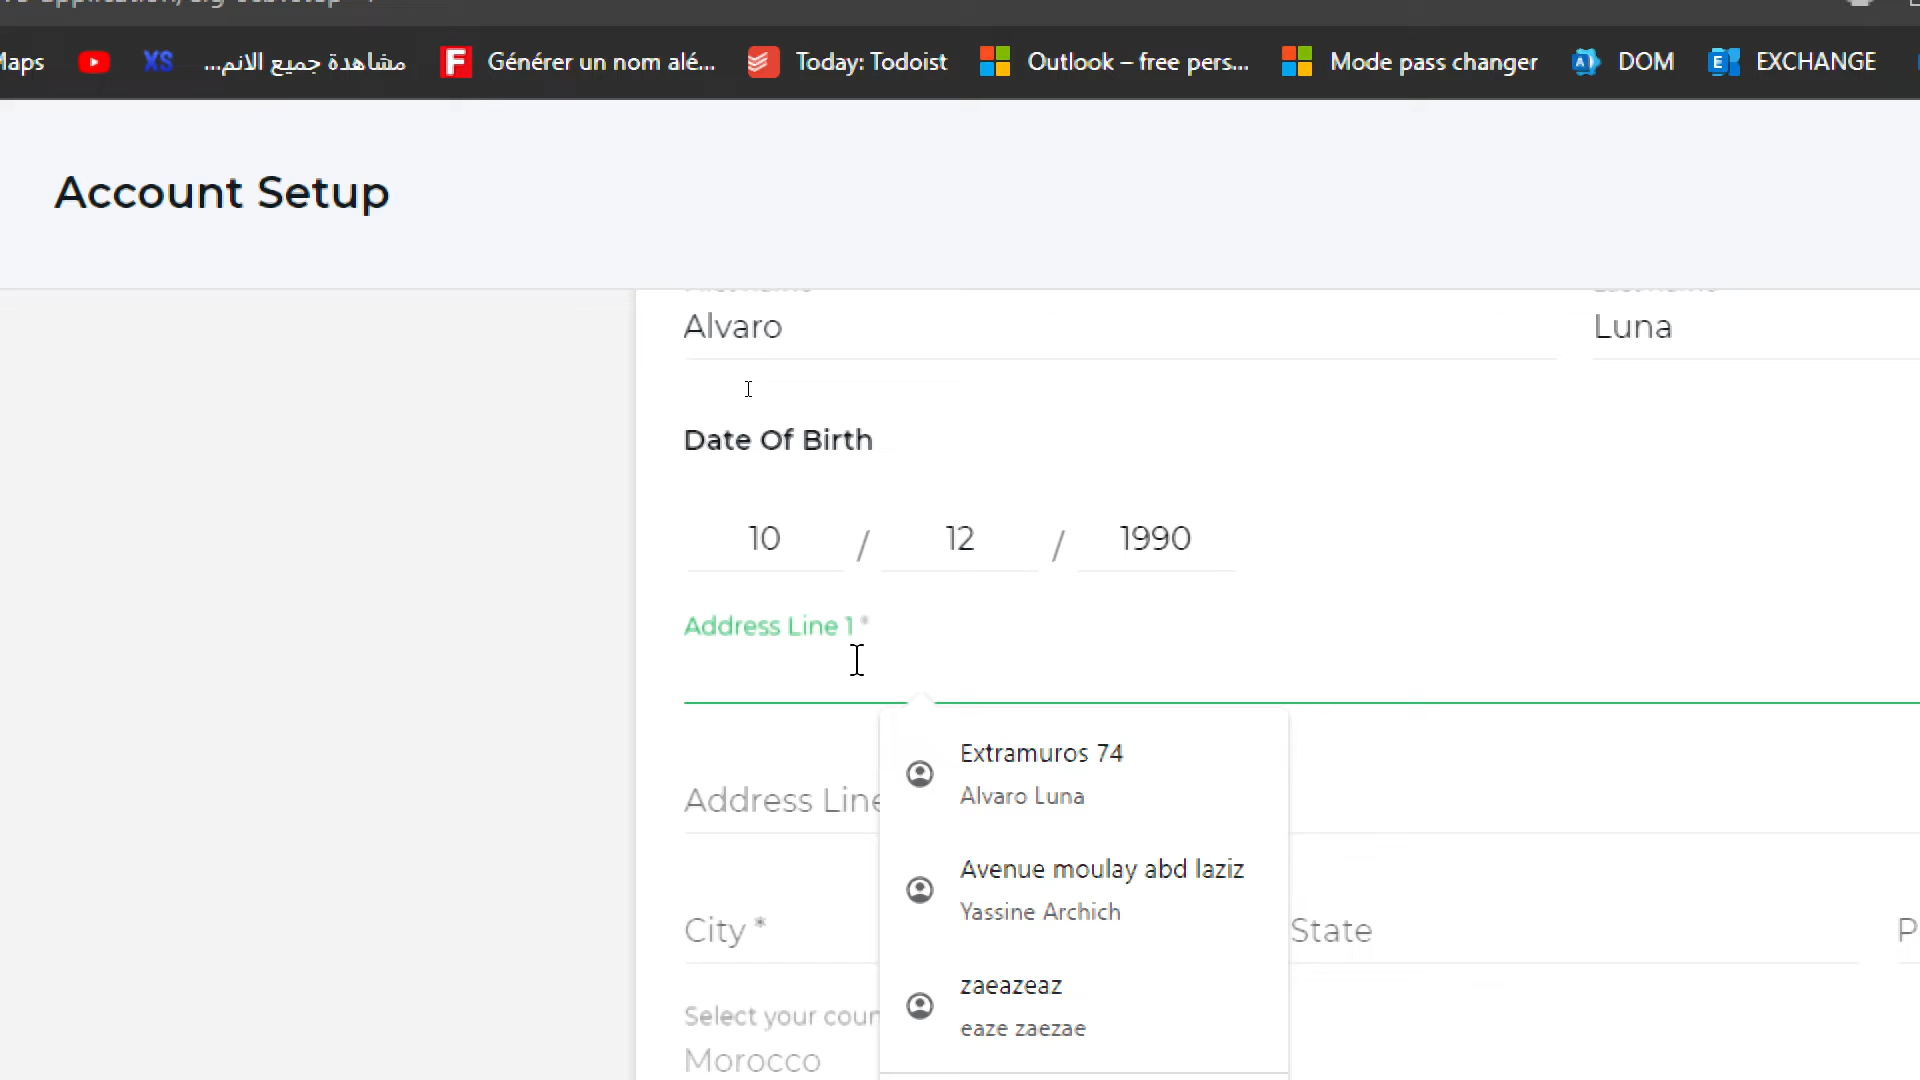 Maps XS مشاهدة جميع الانم... F Générer un nom alé... Today: Todoist Outlook – free pers... Mode pass changer DOM EXCHANGE
Account Setup
Alvaro Luna
Date Of Birth
10 / 12 / 1990
Address Line 1 *
Extramuros 74
Alvaro Luna
Address Line
Avenue moulay abd laziz
Yassine Archich
City * State P
zaeazeaz
Select your coun
eaze zaezae
Morocco